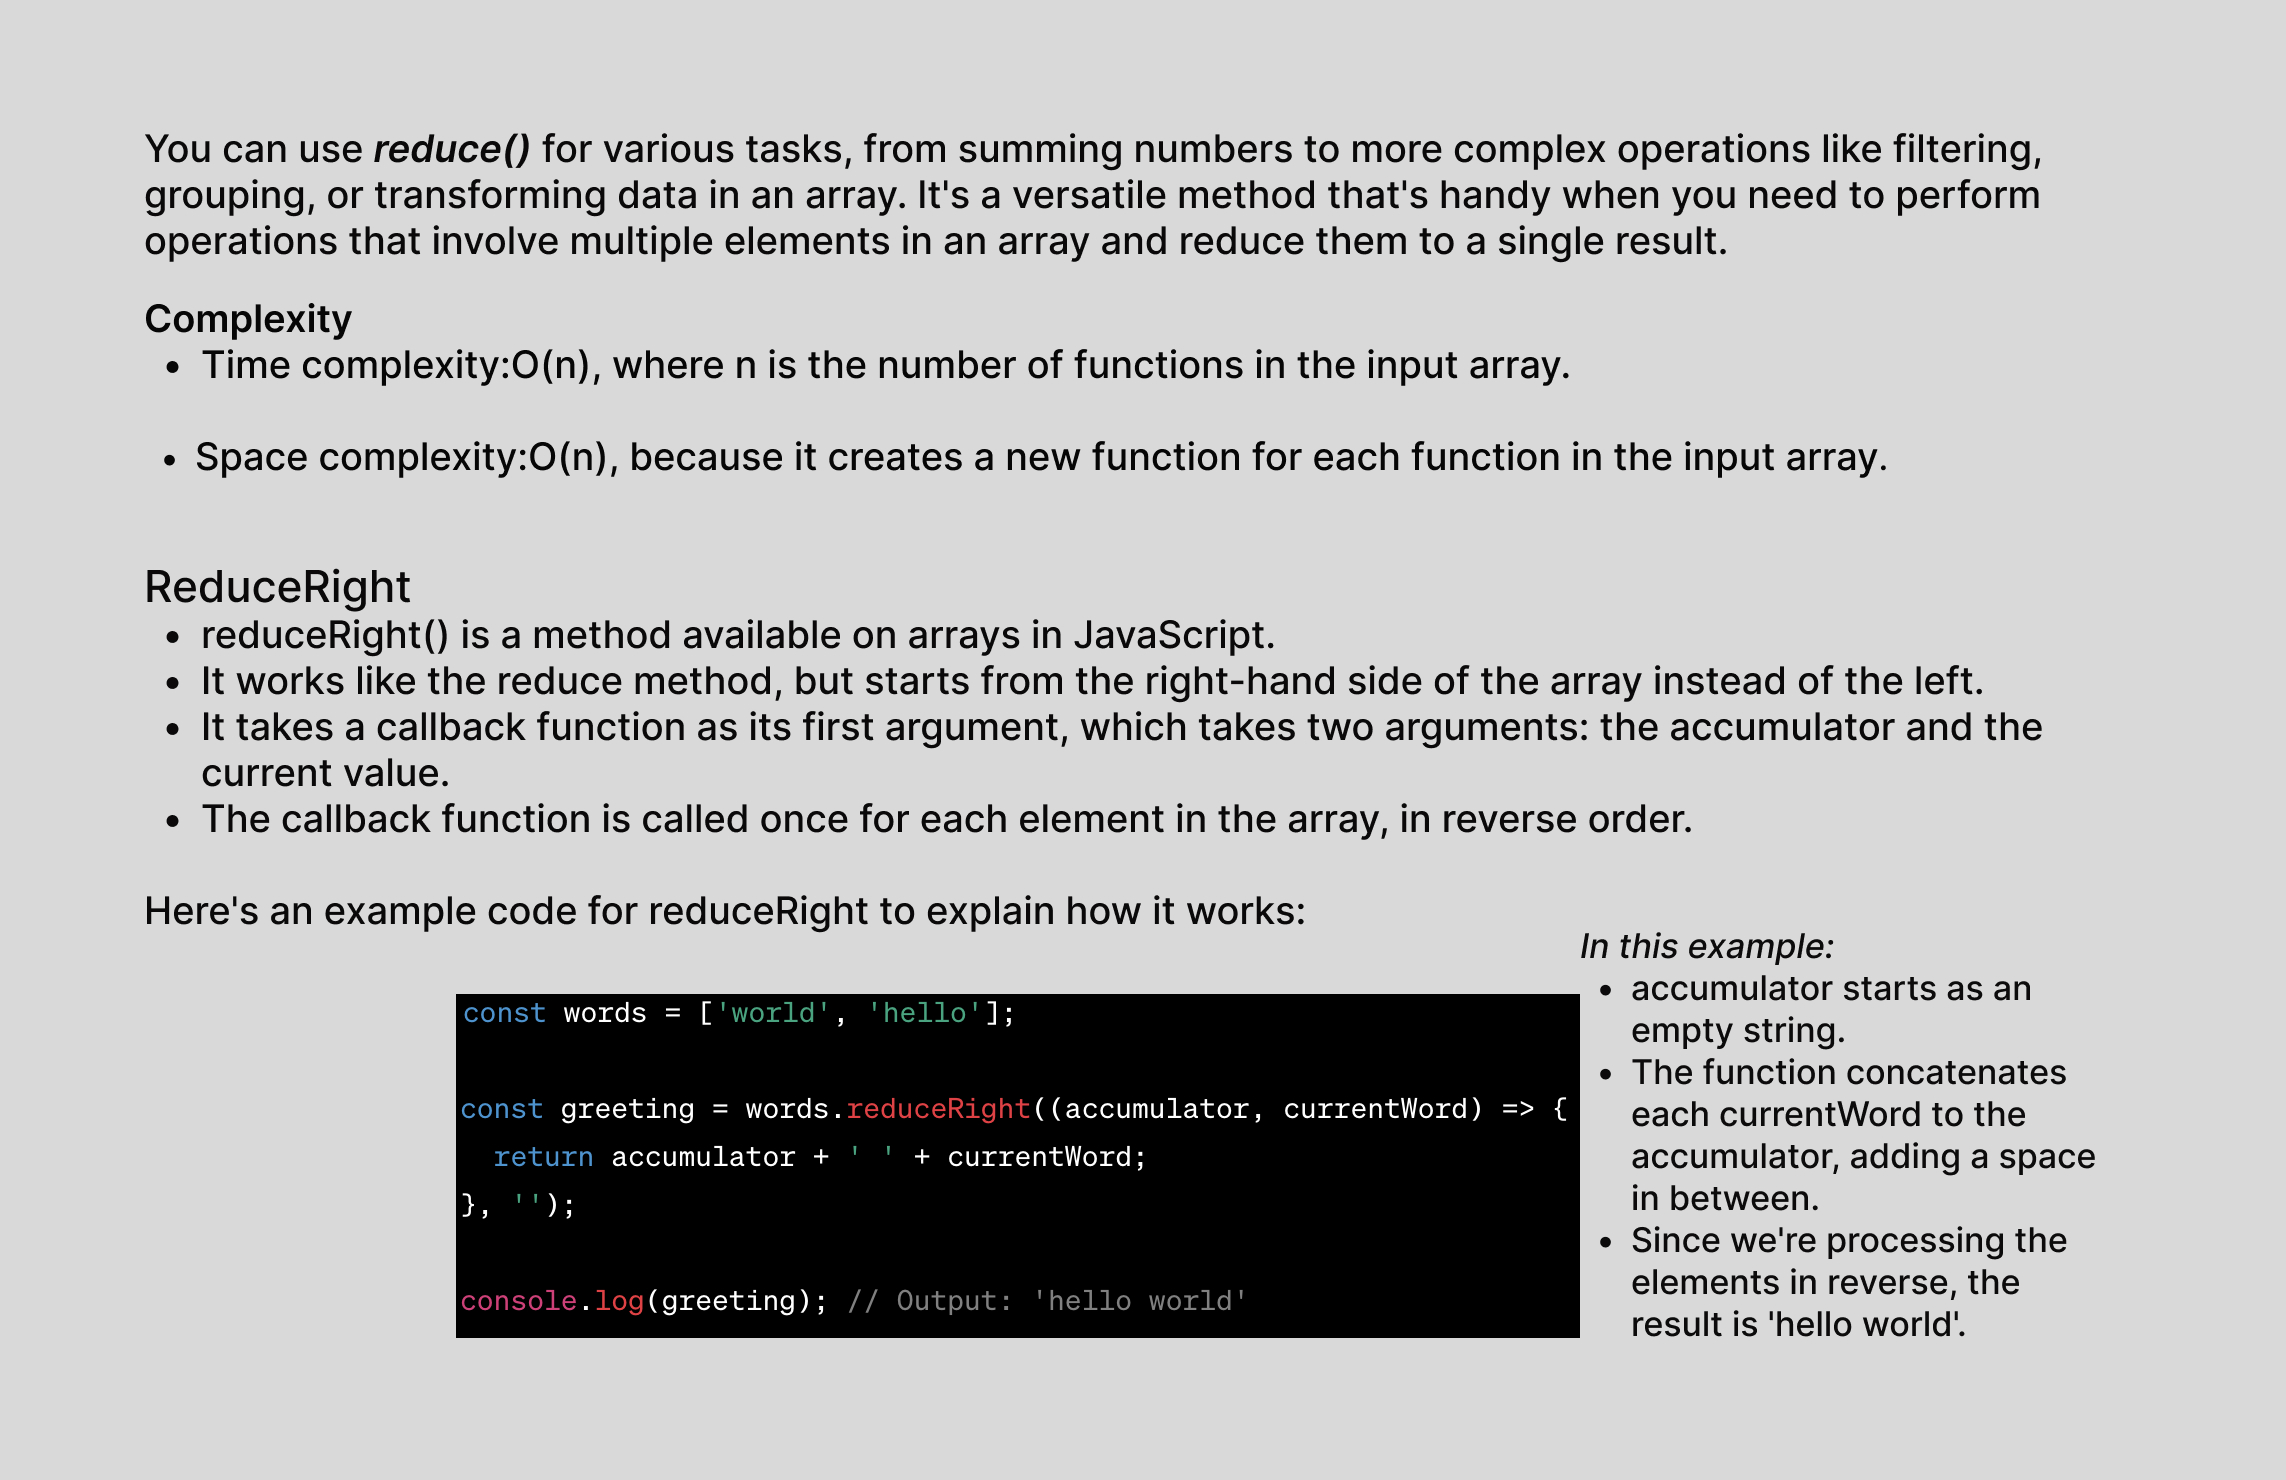 You can use reduce() for various tasks, from summing numbers to more complex operations like filtering,
grouping, or transforming data in an array. It's a versatile method that's handy when you need to perform
operations that involve multiple elements in an array and reduce them to a single result.
Complexity
• Time complexity:O(n), where n is the number of functions in the input array.
• Space complexity:O(n), because it creates a new function for each function in the input array.
ReduceRight
• reduceRight() is a method available on arrays in JavaScript.
• It works like the reduce method, but starts from the right-hand side of the array instead of the left.
• It takes a callback function as its first argument, which takes two arguments: the accumulator and the
current value.
• The callback function is called once for each element in the array, in reverse order.
Here's an example code for reduceRight to explain how it works:
const words = ['world', 'hello'];
const greeting = words.reduceRight((accumulator, currentWord) => {
  return accumulator + ' ' + currentWord;
}, '');
console.log(greeting); // Output: 'hello world'
In this example:
• accumulator starts as an
empty string.
• The function concatenates
each currentWord to the
accumulator, adding a space
in between.
• Since we're processing the
elements in reverse, the
result is 'hello world'.